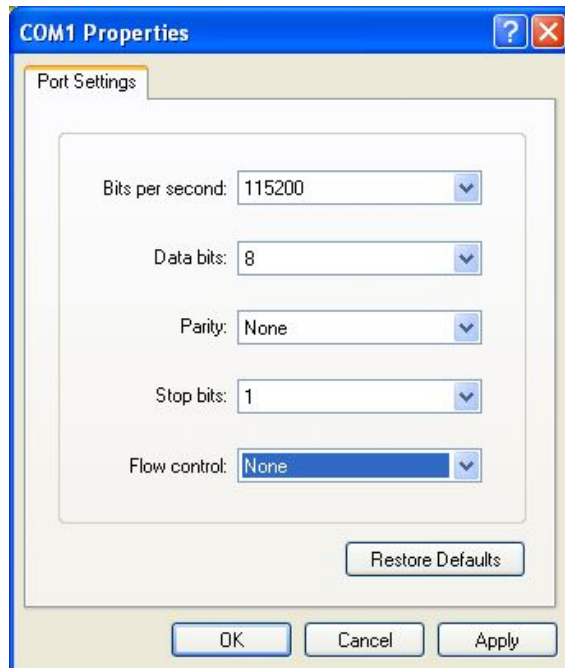 COM1 Properties
Port Settings
Bits per second: 115200
Data bits: 8
Parity: None
Stop bits: 1
Flow control: None
Restore Defaults
OK Cancel Apply